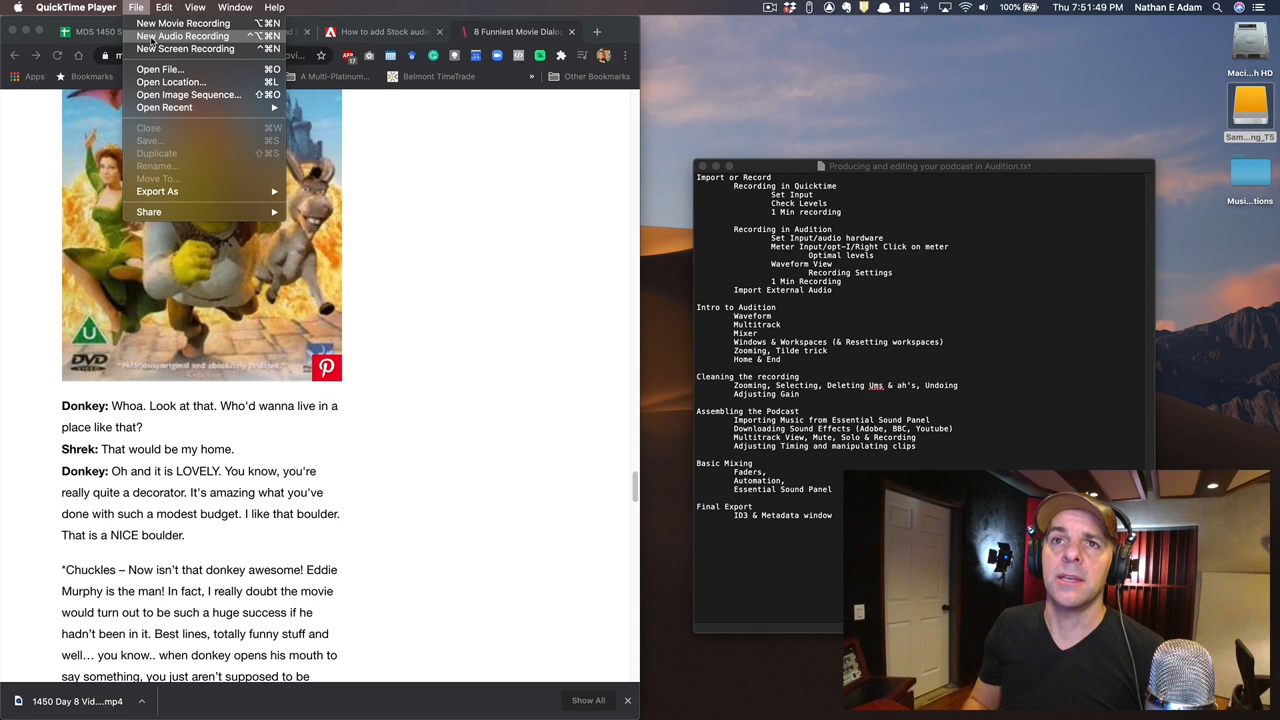 QuickTime Player File Edit View Window Help
100% Sun Oct 11 7:51:49 PM Nathan E Adam
New Movie Recording ⌥⌘N
New Audio Recording ^⌥⌘N
New Screen Recording ^⌘N
Open File... ⌘O
Open Location... ⌘L
Open Image Sequence... ⇧⌘O
Open Recent
Close ⌘W
Save... ⌘S
Duplicate ⇧⌘S
Rename...
Move To...
Export As
Share
MDS 1450
How to add Stock audi
8 Funniest Movie Dialog
17
31
Apps
Bookmarks
A Multi-Platinum...
Belmont TimeTrade
»
Other Bookmarks
U
DVD
Donkey: Whoa. Look at that. Who'd wanna live in a
place like that?
Shrek: That would be my home.
Donkey: Oh and it is LOVELY. You know, you're
really quite a decorator. It's amazing what you've
done with such a modest budget. I like that boulder.
That is a NICE boulder.
*Chuckles – Now isn't that donkey awesome! Eddie
Murphy is the man! In fact, I really doubt the movie
would turn out to be such a huge success if he
hadn't been in it. Best lines, totally funny stuff and
well… you know.. when donkey opens his mouth to
say something, you just aren't supposed to be
1450 Day 8 Vid....mp4
Show All
Producing and editing your podcast in Audition.txt
Import or Record
Recording in Quicktime
Set Input
Check Levels
1 Min recording
Recording in Audition
Set Input/audio hardware
Meter Input/opt-I/Right Click on meter
Optimal levels
Waveform View
Recording Settings
1 Min Recording
Import External Audio
Intro to Audition
Waveform
Multitrack
Mixer
Windows & Workspaces (& Resetting workspaces)
Zooming, Tilde trick
Home & End
Cleaning the recording
Zooming, Selecting, Deleting Ums & ah's, Undoing
Adjusting Gain
Assembling the Podcast
Importing Music from Essential Sound Panel
Downloading Sound Effects (Adobe, BBC, Youtube)
Multitrack View, Mute, Solo & Recording
Adjusting Timing and manipulating clips
Basic Mixing
Faders,
Automation,
Essential Sound Panel
Final Export
ID3 & Metadata window
Maci...h HD
Sam...ng_T5
Musi...tions